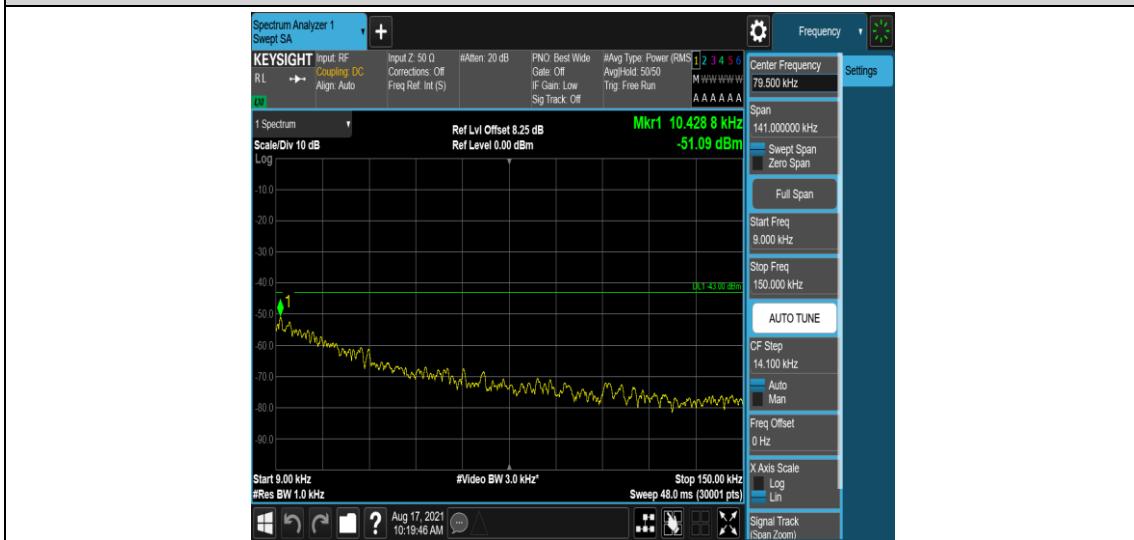 Spectrum Analyzer 1
Swept SA
+
Frequency
KEYSIGHT
RL
LXI
Input: RF
Coupling: DC
Align: Auto
Input Z: 50 Ω
Corrections: Off
Freq Ref: Int (S)
#Atten: 20 dB
PNO: Best Wide
Gate: Off
IF Gain: Low
Sig Track: Off
#Avg Type: Power (RMS
Avg|Hold: 50/50
Trig: Free Run
1 2 3 4 5 6
M W W W W W
A A A A A A
1 Spectrum
Scale/Div 10 dB
Ref Lvl Offset 8.25 dB
Ref Level 0.00 dBm
Mkr1 10.428 8 kHz
-51.09 dBm
Log
-10.0
-20.0
-30.0
-40.0
DL1 -43.00 dBm
1
-50.0
-60.0
-70.0
-80.0
-90.0
Start 9.00 kHz
#Video BW 3.0 kHz*
Stop 150.00 kHz
#Res BW 1.0 kHz
Sweep 48.0 ms (30001 pts)
?
Aug 17, 2021
10:19:46 AM
Center Frequency
79.500 kHz
Settings
Span
141.000000 kHz
Swept Span
Zero Span
Full Span
Start Freq
9.000 kHz
Stop Freq
150.000 kHz
AUTO TUNE
CF Step
14.100 kHz
Auto
Man
Freq Offset
0 Hz
X Axis Scale
Log
Lin
Signal Track
(Span Zoom)